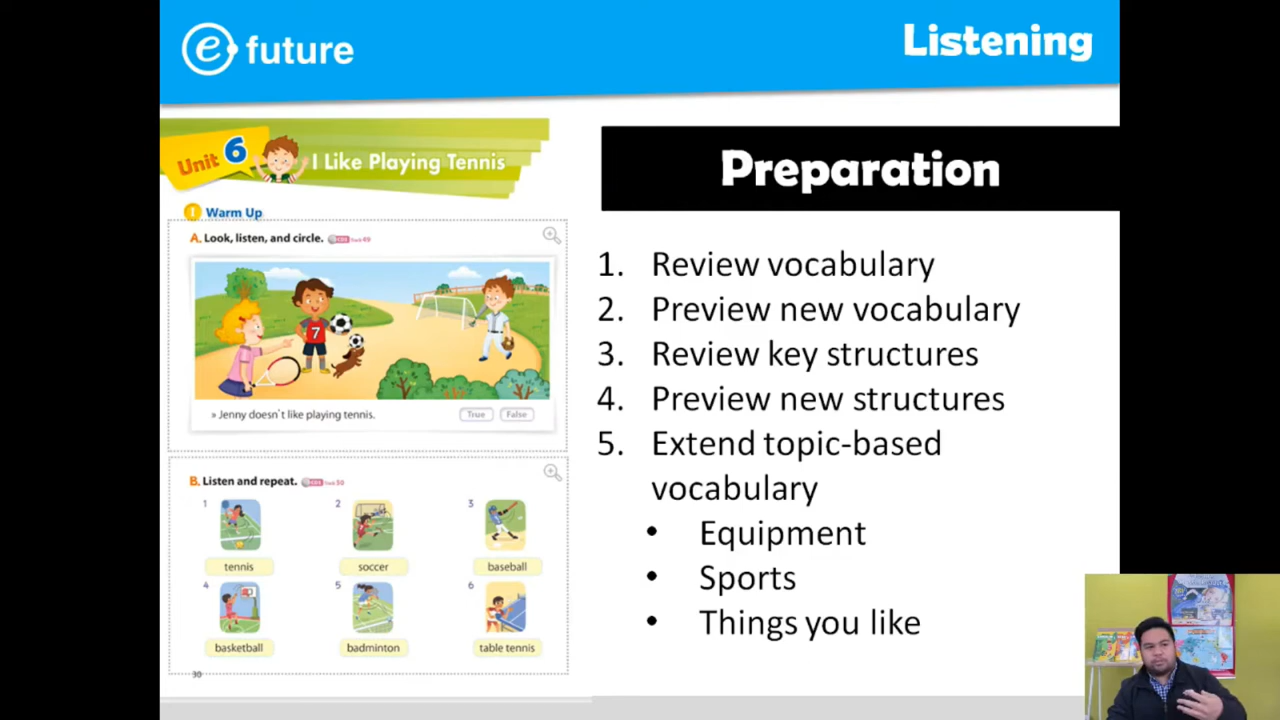 e future
Listening
Unit 6
I Like Playing Tennis
1 Warm Up
A. Look, listen, and circle.
7
» Jenny doesn't like playing tennis.
True
False
B. Listen and repeat.
1
2
3
tennis
soccer
baseball
4
5
6
basketball
badminton
table tennis
30
Preparation
1. Review vocabulary
2. Preview new vocabulary
3. Review key structures
4. Preview new structures
5. Extend topic-based
vocabulary
• Equipment
• Sports
• Things you like